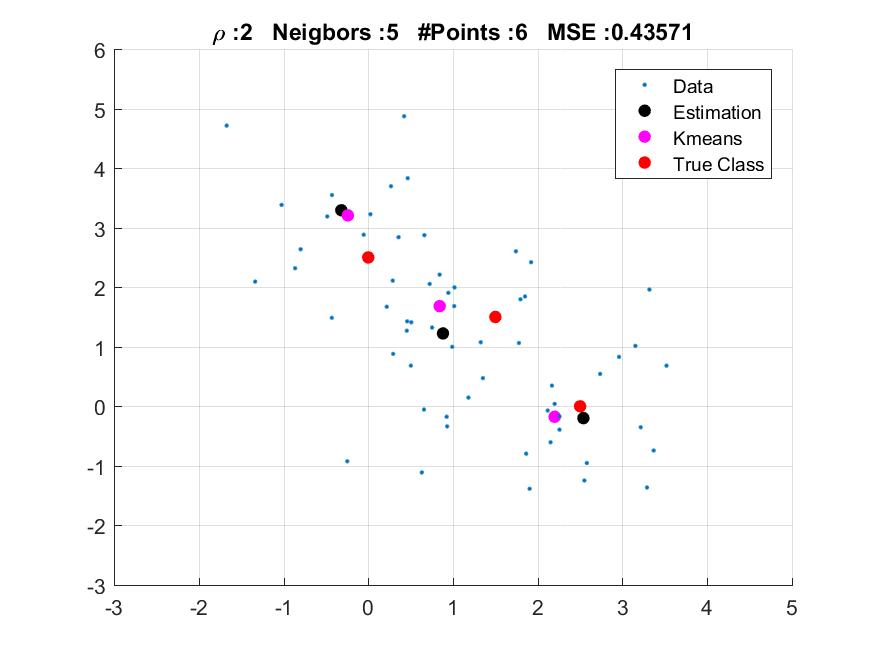 ρ :2 Neigbors :5 #Points :6 MSE :0.43571
6
5
4
3
2
1
0
-1
-2
-3
-3 -2 -1 0 1 2 3 4 5
Data
Estimation
Kmeans
True Class